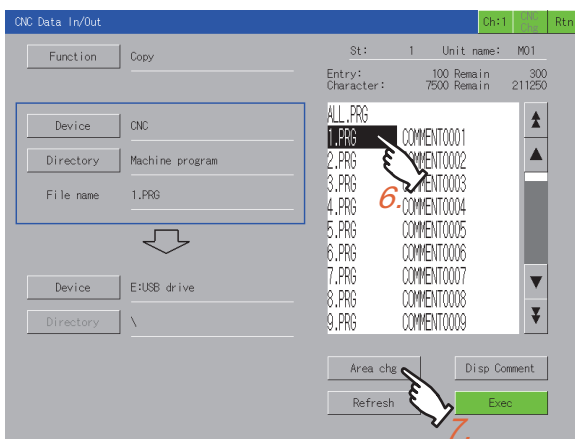 CNC Data In/Out Ch:1 CNC Chg Rtn
Function Copy
St: 1 Unit name: M01
Entry: 100 Remain 300
Character: 7500 Remain 211250
Device CNC
Directory Machine program
File name 1.PRG
Device E:USB drive
Directory \
ALL.PRG
1.PRG COMMENT0001
2.PRG COMMENT0002
3.PRG COMMENT0003
4.PRG COMMENT0004
5.PRG COMMENT0005
6.PRG COMMENT0006
7.PRG COMMENT0007
8.PRG COMMENT0008
9.PRG COMMENT0009
6.
Area chg Disp Comment
Refresh Exec
7.